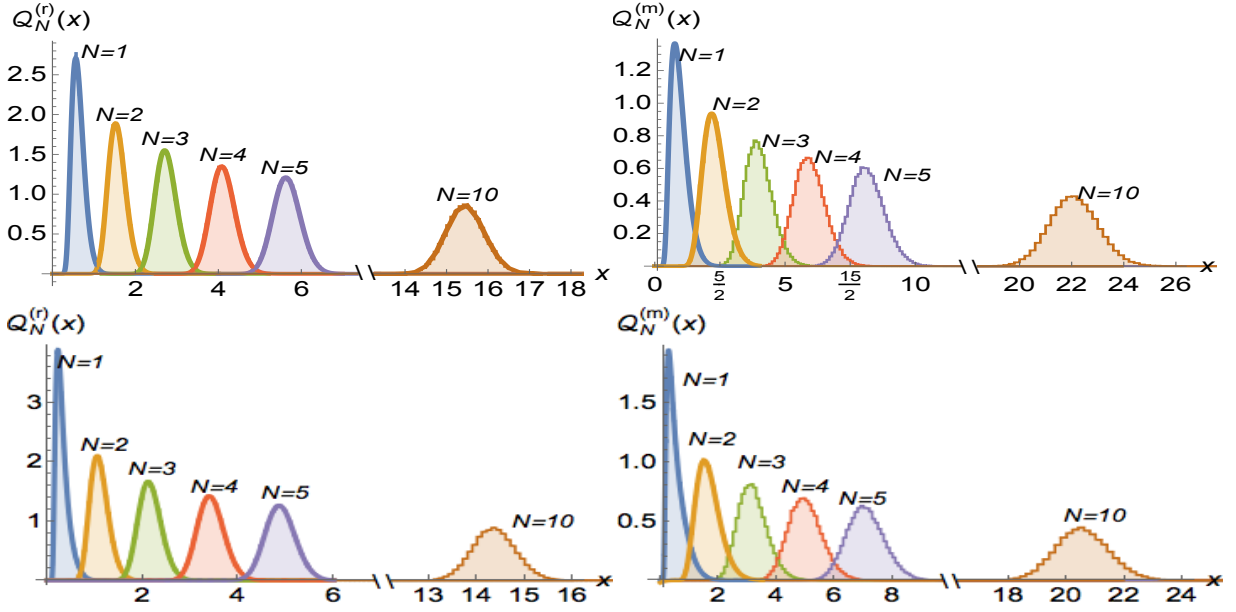 Q_N^(r)(x)
N=1
N=2
N=3
N=4
N=5
N=10
2.5
2.0
1.5
1.0
0.5
2 4 6 14 15 16 17 18 x
Q_N^(m)(x)
N=1
N=2
N=3
N=4
N=5
N=10
1.2
1.0
0.8
0.6
0.4
0.2
0 5/2 5 15/2 10 20 22 24 26 x
Q_N^(r)(x)
N=1
N=2
N=3
N=4
N=5
N=10
3
2
1
2 4 6 13 14 15 16 x
Q_N^(m)(x)
N=1
N=2
N=3
N=4
N=5
N=10
1.5
1.0
0.5
2 4 6 8 18 20 22 24 x